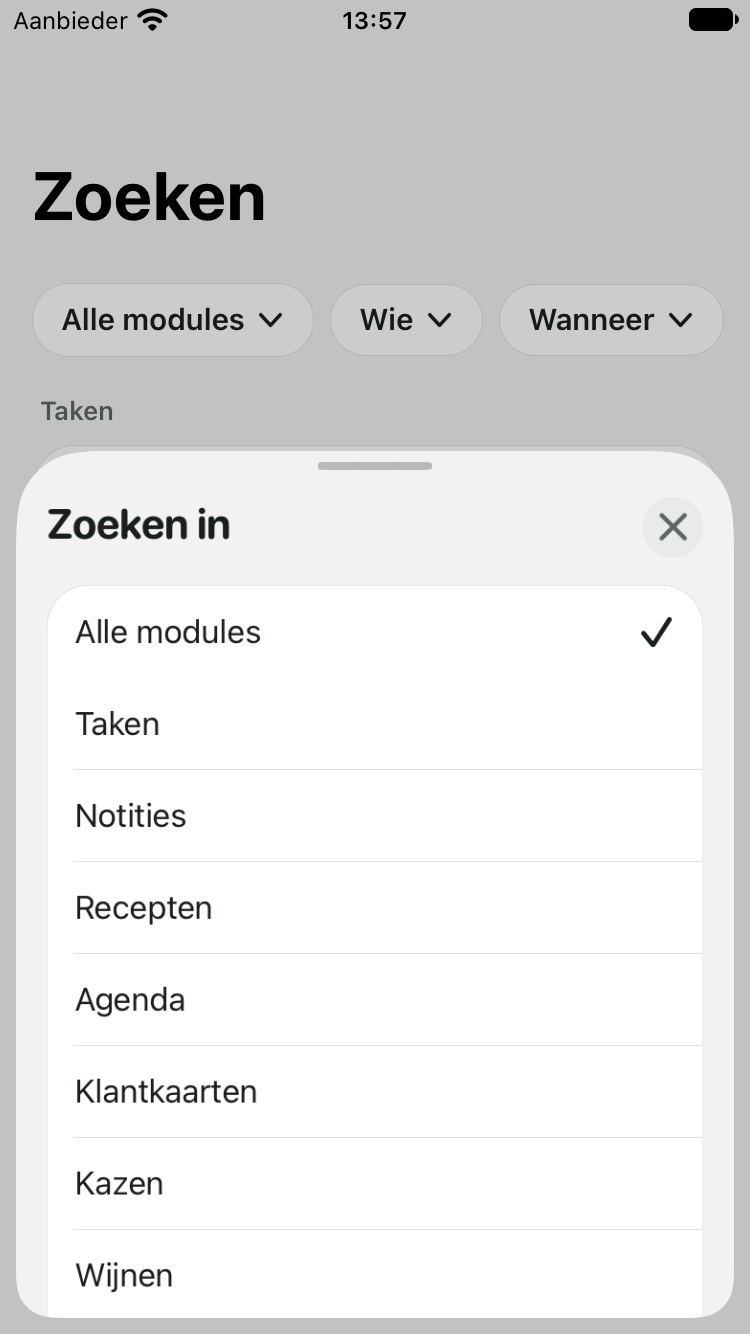 Aanbieder 13:57
Zoeken
Alle modules Wie Wanneer
Taken
Zoeken in
Alle modules
Taken
Notities
Recepten
Agenda
Klantkaarten
Kazen
Wijnen